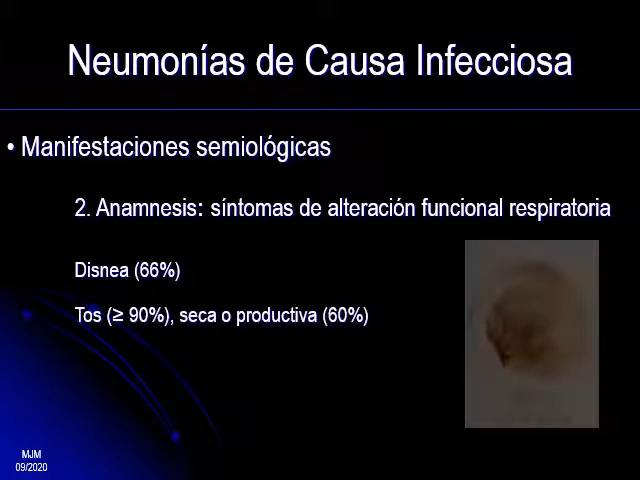 Neumonías de Causa Infecciosa
• Manifestaciones semiológicas
2. Anamnesis: síntomas de alteración funcional respiratoria
Disnea (66%)
Tos (≥ 90%), seca o productiva (60%)
MJM
09/2020